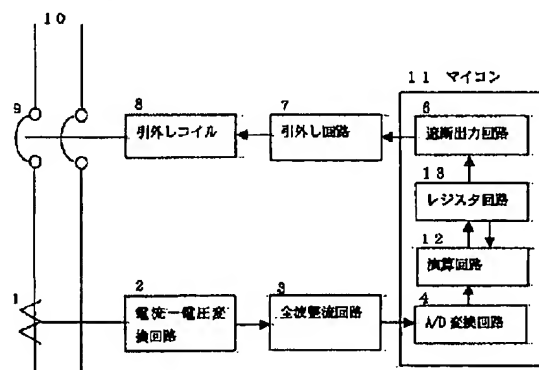 10
11 マイコン
9
8
7
6
引外しコイル
引外し回路
遮断出力回路
13
レジスタ回路
12
演算回路
1
2
3
4
電流－電圧変
換回路
全波整流回路
A/D変換回路